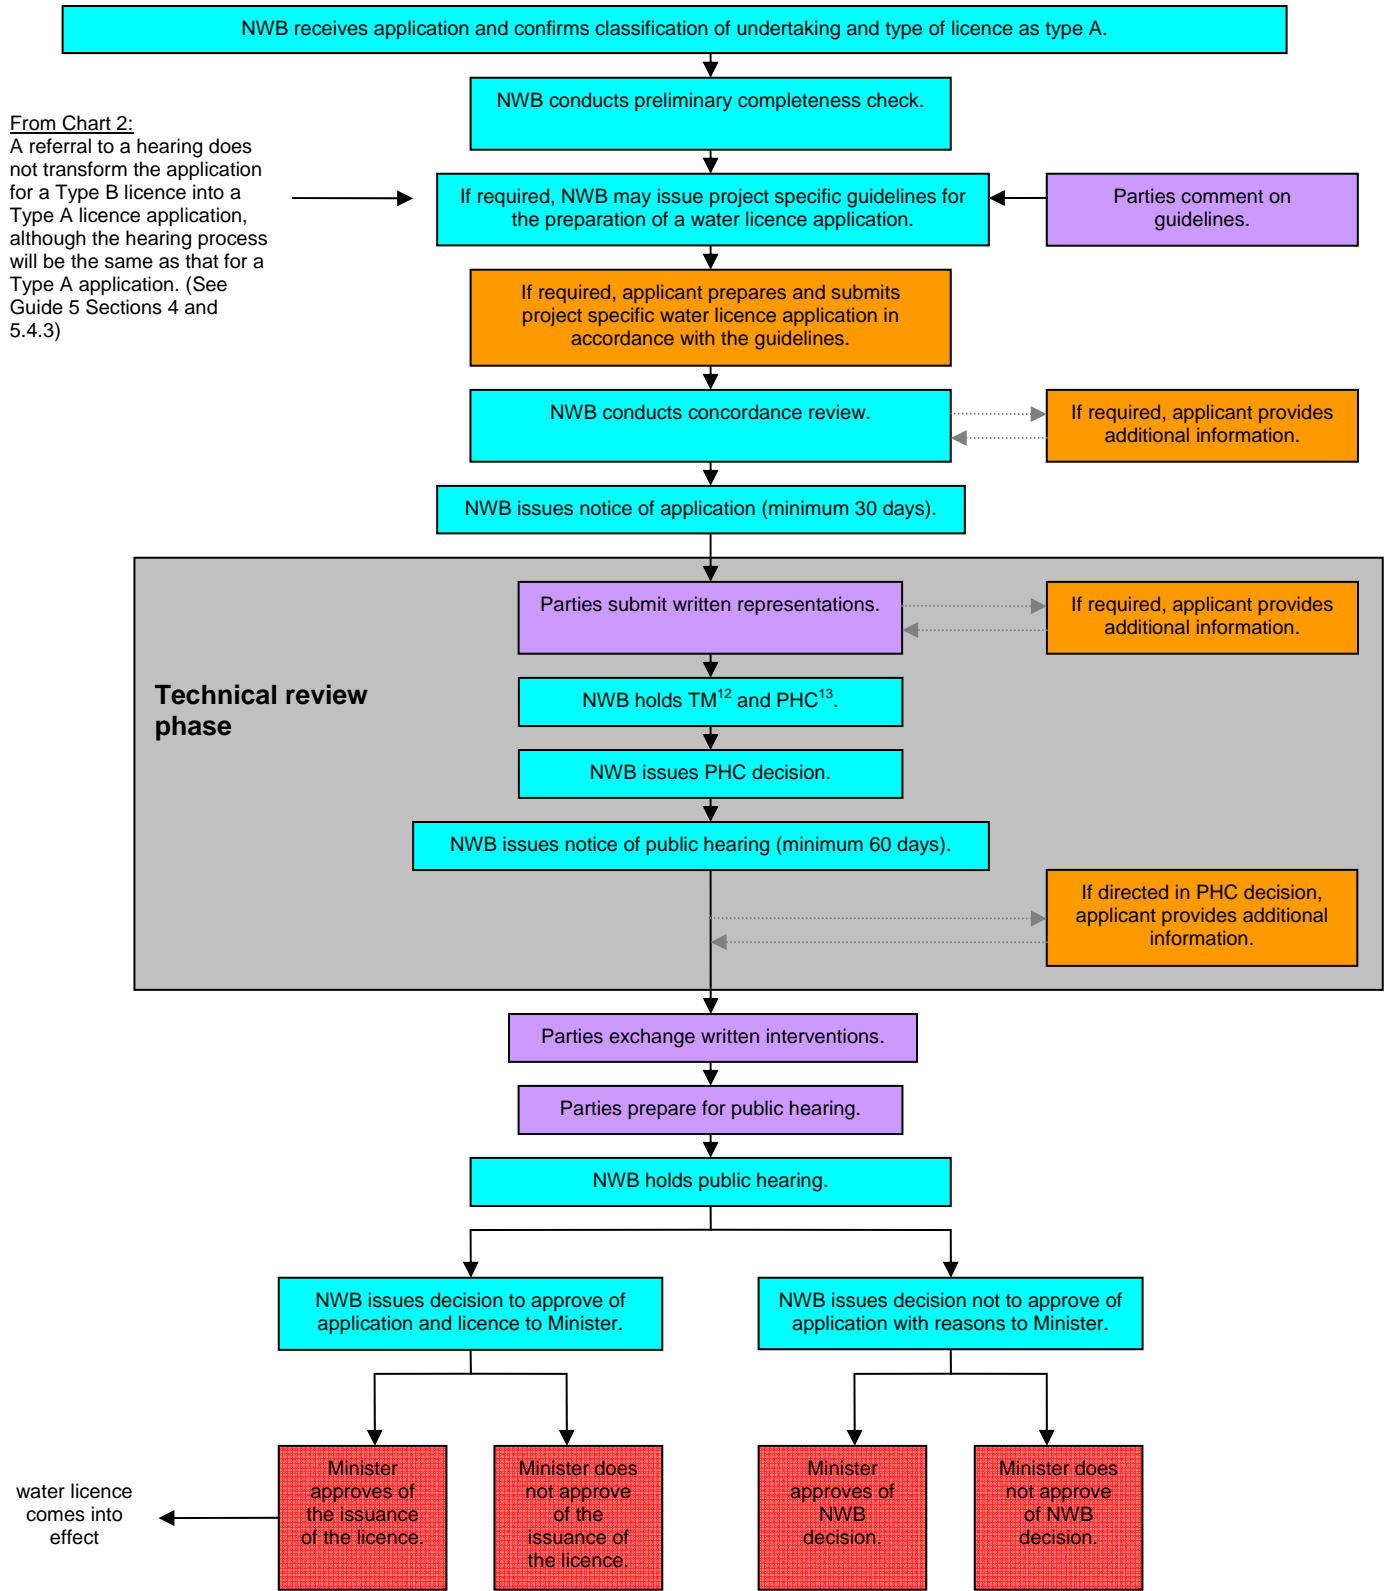 NWB receives application and confirms classification of undertaking and type of licence as type A.
NWB conducts preliminary completeness check.
From Chart 2:
A referral to a hearing does
not transform the application
for a Type B licence into a
Type A licence application,
although the hearing process
will be the same as that for a
Type A application. (See
Guide 5 Sections 4 and
5.4.3)
If required, NWB may issue project specific guidelines for
the preparation of a water licence application.
Parties comment on
guidelines.
If required, applicant prepares and submits
project specific water licence application in
accordance with the guidelines.
NWB conducts concordance review.
If required, applicant provides
additional information.
NWB issues notice of application (minimum 30 days).
Technical review
phase
Parties submit written representations.
If required, applicant provides
additional information.
NWB holds TM12 and PHC13.
NWB issues PHC decision.
NWB issues notice of public hearing (minimum 60 days).
If directed in PHC decision,
applicant provides additional
information.
Parties exchange written interventions.
Parties prepare for public hearing.
NWB holds public hearing.
NWB issues decision to approve of
application and licence to Minister.
NWB issues decision not to approve of
application with reasons to Minister.
water licence
comes into
effect
Minister
approves of
the issuance
of the licence.
Minister does
not approve
of the
issuance of
the licence.
Minister
approves of
NWB
decision.
Minister does
not approve
of NWB
decision.